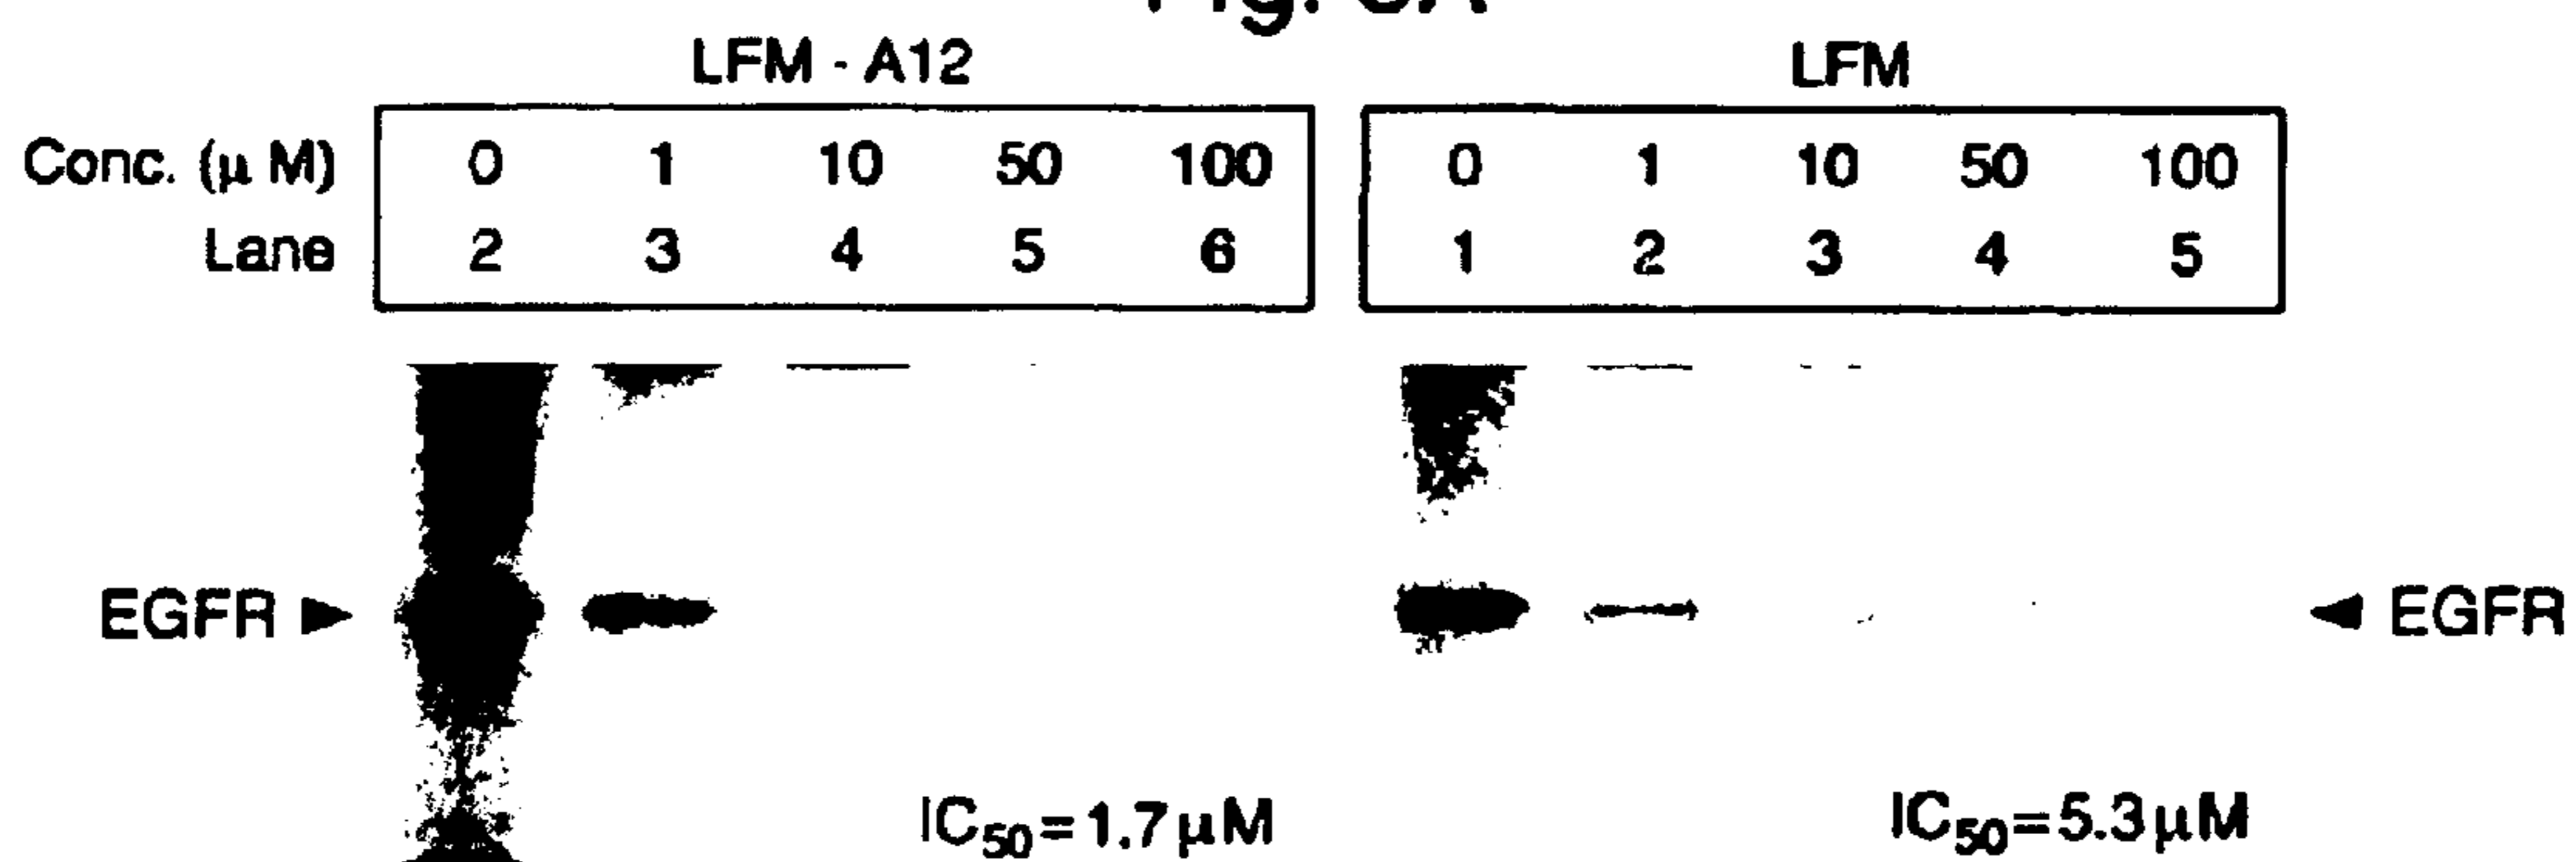 LFM - A12 LFM
Conc. (μ M) 0 1 10 50 100 0 1 10 50 100
Lane 2 3 4 5 6 1 2 3 4 5
EGFR ► ◄ EGFR
IC50=1.7μM IC50=5.3μM